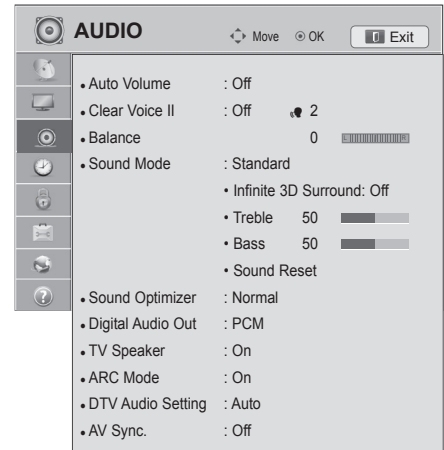 AUDIO Move OK Exit
• Auto Volume : Off
• Clear Voice II : Off 2
• Balance 0 L R
• Sound Mode : Standard
• Infinite 3D Surround: Off
• Treble 50
• Bass 50
• Sound Reset
• Sound Optimizer : Normal
• Digital Audio Out : PCM
• TV Speaker : On
• ARC Mode : On
• DTV Audio Setting : Auto
• AV Sync. : Off